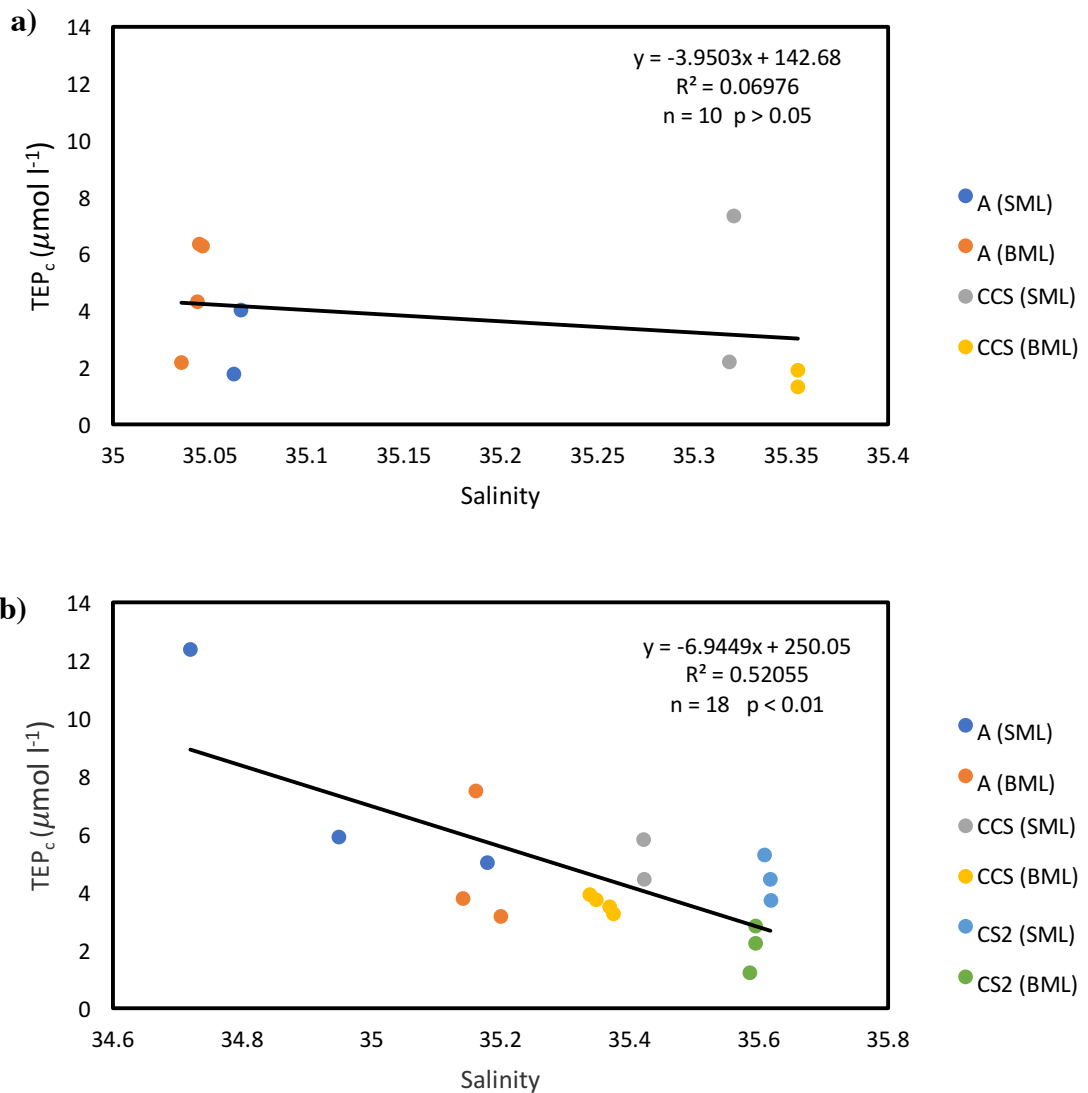 a)
14
12
10
8
6
4
2
0
TEPc (μmol l-1)
y = -3.9503x + 142.68
R² = 0.06976
n = 10 p > 0.05
35
35.05
35.1
35.15
35.2
35.25
35.3
35.35
35.4
Salinity
A (SML)
A (BML)
CCS (SML)
CCS (BML)
b)
14
12
10
8
6
4
2
0
TEPc (μmol l-1)
y = -6.9449x + 250.05
R² = 0.52055
n = 18 p < 0.01
34.6
34.8
35
35.2
35.4
35.6
35.8
Salinity
A (SML)
A (BML)
CCS (SML)
CCS (BML)
CS2 (SML)
CS2 (BML)